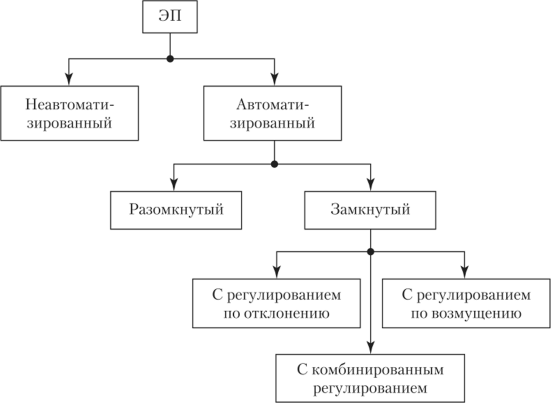 ЭП
Неавтомати-
зированный
Автомати-
зированный
Разомкнутый
Замкнутый
С регулированием
по отклонению
С регулированием
по возмущению
С комбинированным
регулированием